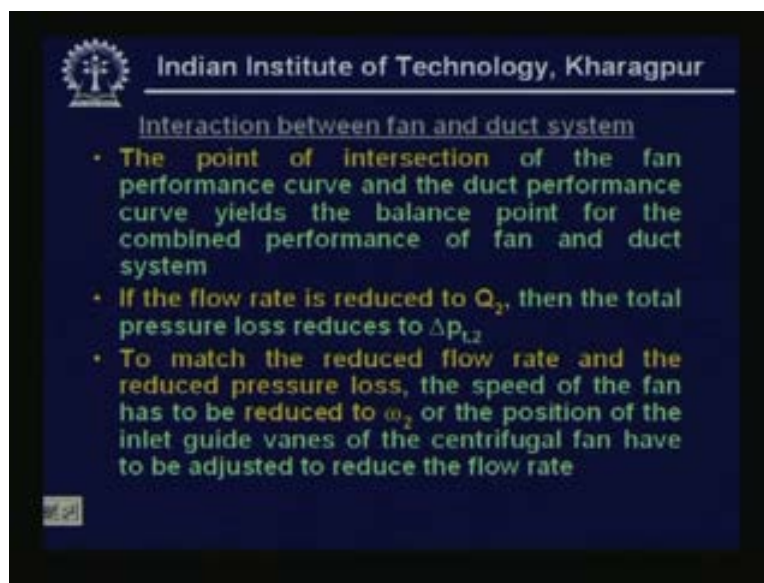 Indian Institute of Technology, Kharagpur
Interaction between fan and duct system
• The point of intersection of the fan
performance curve and the duct performance
curve yields the balance point for the
combined performance of fan and duct
system
• If the flow rate is reduced to Q₂, then the total
pressure loss reduces to Δpₜ,₂
• To match the reduced flow rate and the
reduced pressure loss, the speed of the fan
has to be reduced to ω₂ or the position of the
inlet guide vanes of the centrifugal fan have
to be adjusted to reduce the flow rate